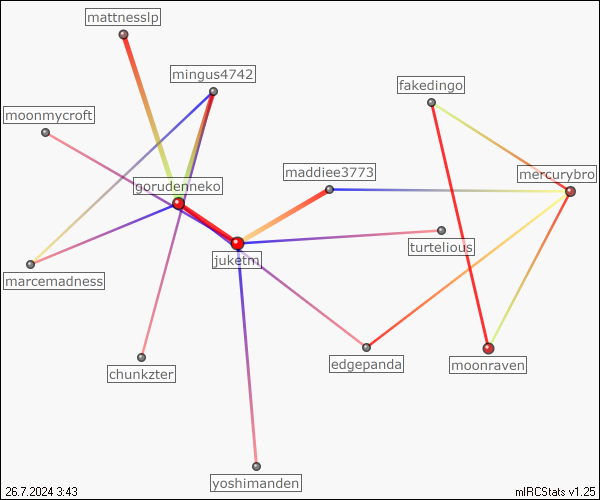 mattnesslp
mingus4742
fakedingo
moonmycroft
maddiee3773
mercurybro
gorudenneko
turtelious
juketm
marcemadness
edgepanda
moonraven
chunkzter
yoshimanden
26.7.2024 3:43
mIRCStats v1.25